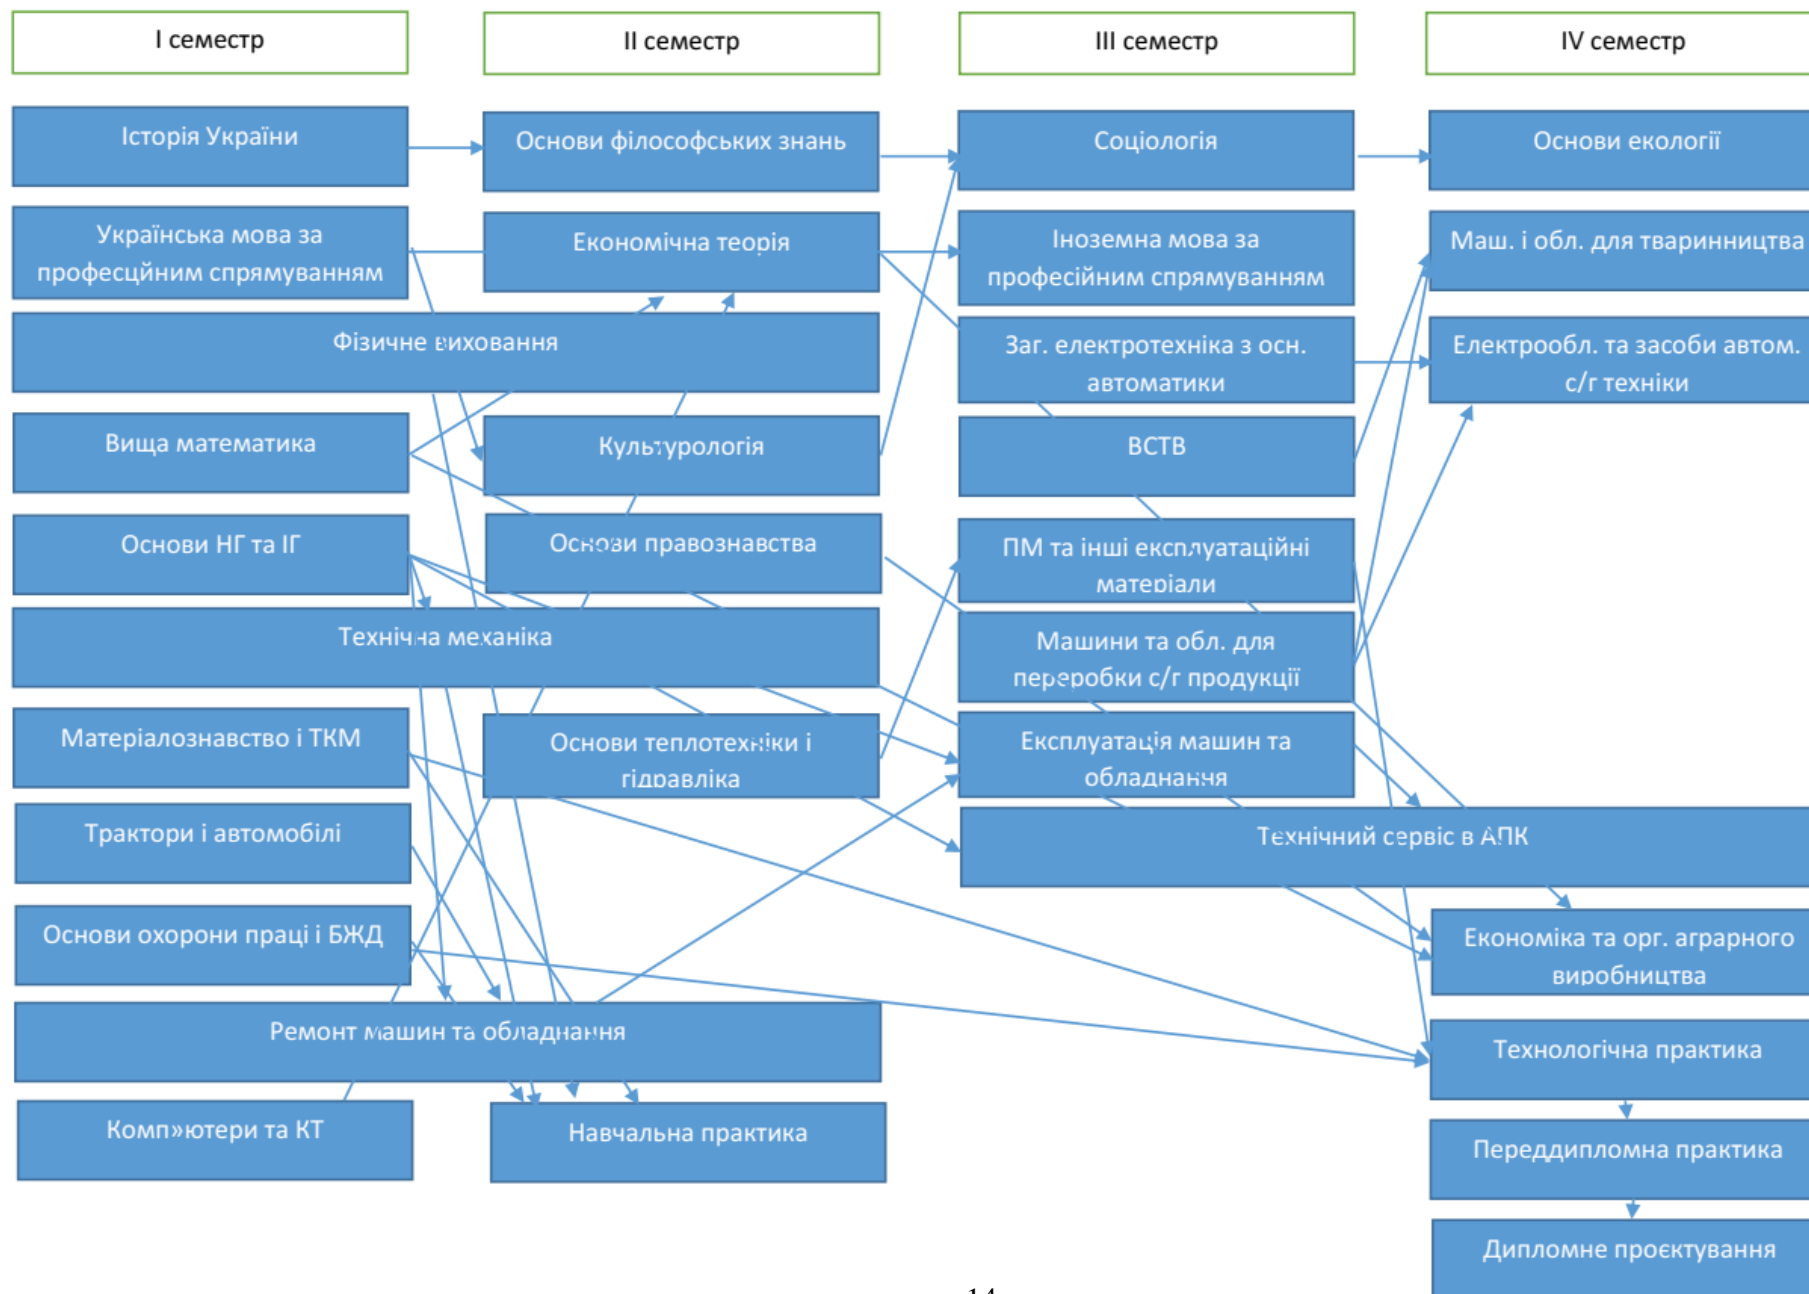 І семестр
ІІ семестр
ІІІ семестр
IV семестр
Історія України
Основи філософських знань
Соціологія
Основи екології
Українська мова за
професцйним спрямуванням
Економічна теорія
Іноземна мова за
професійним спрямуванням
Маш. і обл. для тваринництва
Фізичне виховання
Заг. електротехніка з осн.
автоматики
Електрообл. та засоби автом.
с/г техніки
Вища математика
Культурологія
ВСТВ
Основи НГ та ІГ
Основи правознавства
ПМ та інші експлуатаційні
матеріали
Технічна механіка
Машини та обл. для
переробки с/г продукції
Матеріалознавство і ТКМ
Основи теплотехніки і
гідравліка
Експлуатація машин та
обладнання
Трактори і автомобілі
Технічний сервіс в АПК
Основи охорони праці і БЖД
Економіка та орг. аграрного
виробництва
Ремонт машин та обладнання
Технологічна практика
Комп»ютери та КТ
Навчальна практика
Переддипломна практика
Дипломне проєктування
14